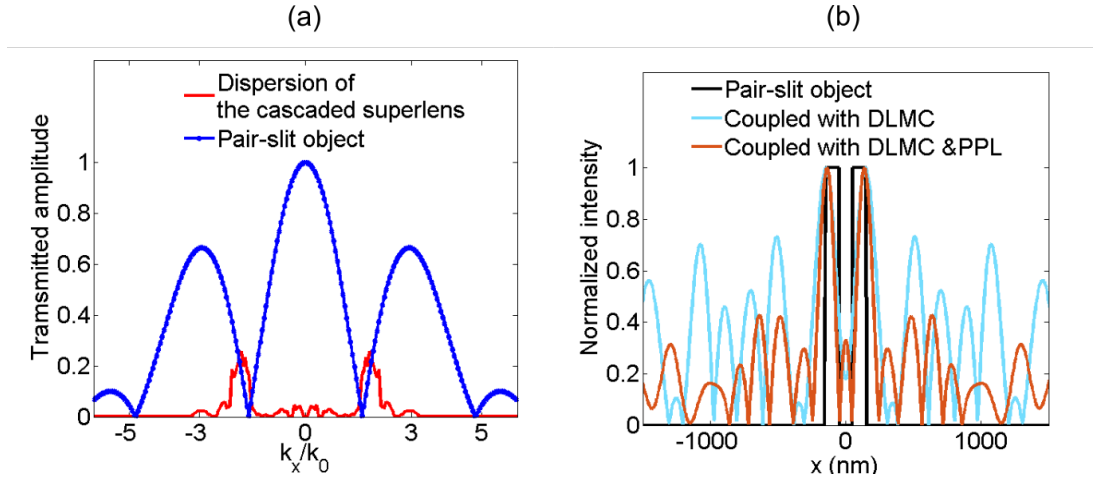 (a)
Dispersion of
the cascaded superlens
Pair-slit object
Tramsmitted amplitude
1
0.8
0.6
0.4
0.2
0
-5
-3
0
3
5
kx/k0
(b)
Pair-slit object
Coupled with DLMC
Coupled with DLMC &PPL
Normalized intensity
1
0.8
0.6
0.4
0.2
0
-1000
0
1000
x (nm)